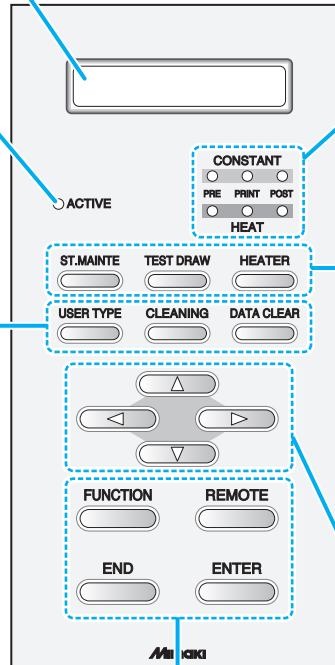 CONSTANT
PRE PRINT POST
HEAT
ACTIVE
ST.MAINTE TEST DRAW HEATER
USER TYPE CLEANING DATA CLEAR
FUNCTION REMOTE
END ENTER